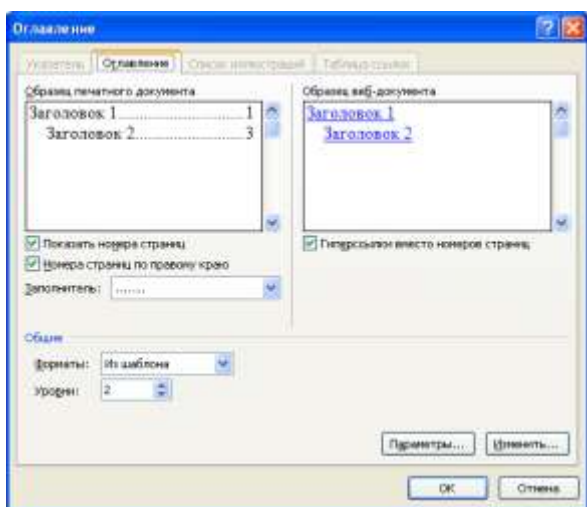 Оглавление
Указатель Оглавление Список иллюстраций Таблица ссылок
Образец печатного документа
Заголовок 1.......................... 1
Заголовок 2.................... 3
Образец веб-документа
Заголовок 1
Заголовок 2
Показать номера страниц
Номера страниц по правому краю
Заполнитель: .......
Гиперссылки вместо номеров страниц
Общие
Форматы: Из шаблона
Уровни: 2
Параметры... Изменить...
ОК Отмена